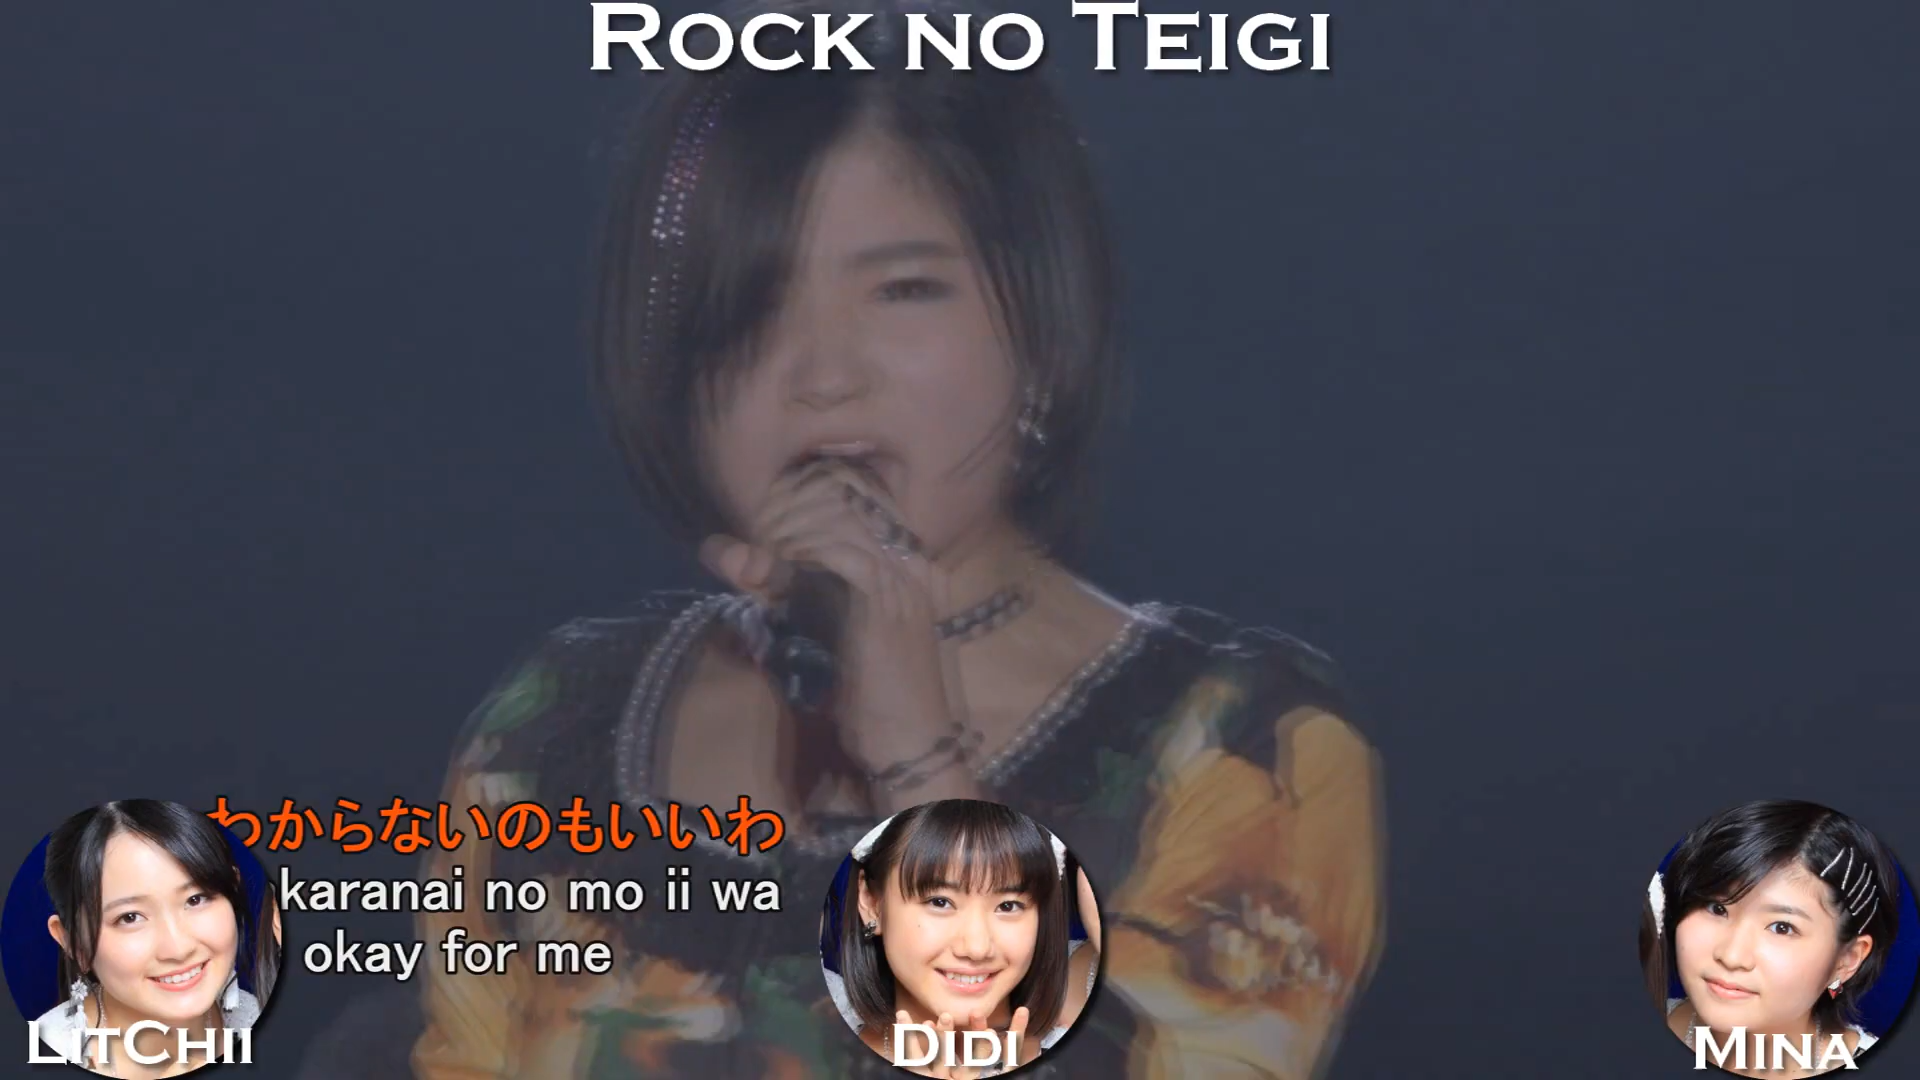 Rock no Teigi
わからないのもいいわ
karanai no mo ii wa
okay for me
LitChii
Didi
Mina